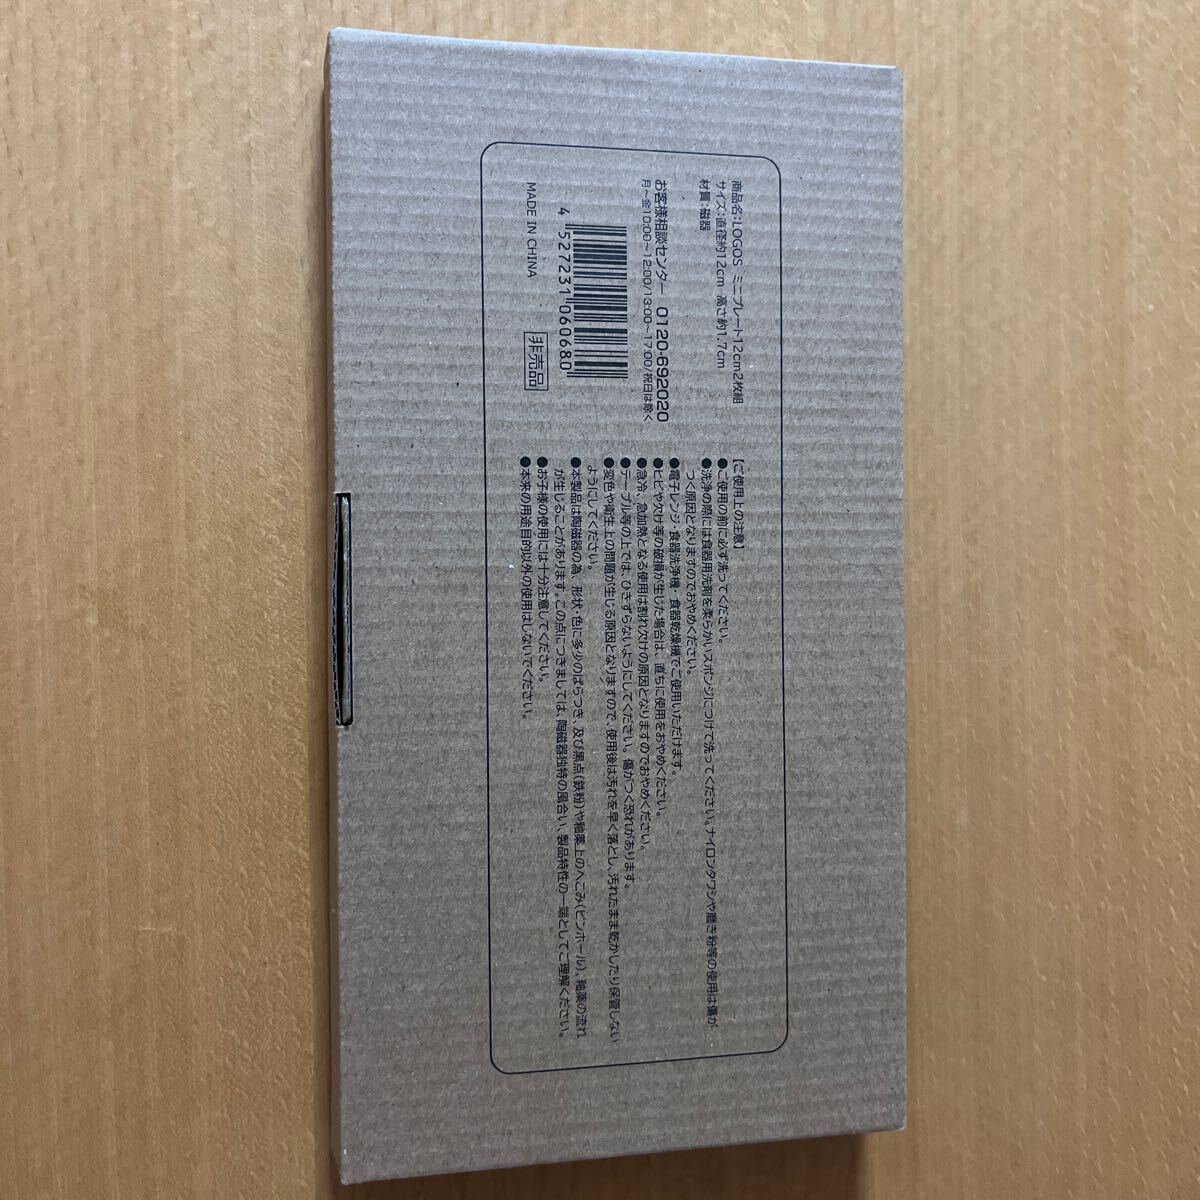 商品名：LOGOS ミニプレート12cm2枚組
サイズ：直径約12cm 高さ約1.7cm
材質：磁器
お客様相談センター 0120-692020
月～金10:00～12:00/13:00～17:00/祝日は除く
4 527231 060680
MADE IN CHINA
非売品
【ご使用上の注意】
●ご使用の前に必ず洗ってください。
●洗浄の際には食器用洗剤を柔らかいスポンジにつけて洗ってください。ナイロンタワシや磨き粉等の使用は傷が
つく原因となりますのでおやめください。
●電子レンジ・食器洗浄機・食器乾燥機でご使用いただけます。
●ヒビや欠け等の破損が生じた場合は、直ちに使用をおやめください。
●急冷、急加熱となる使用は割れ欠けの原因となりますのでおやめください。
●テーブル等の上では、ひきずらないようにしてください。傷がつく恐れがあります。
●変色や衛生上の問題が生じる原因となりますので、使用後は汚れを早く落とし、汚れたまま乾かしたり保管しない
ようにしてください。
●本製品は陶磁器の為、形状・色に多少のばらつき、及び黒点(鉄粉)や釉薬上のへこみ(ピンホール)、釉薬の流れ
が生じることがあります。この点につきましては、陶磁器独特の風合い、製品特性の一端としてご理解ください。
●お子様の使用には十分注意してください。
●本来の用途目的以外の使用はしないでください。